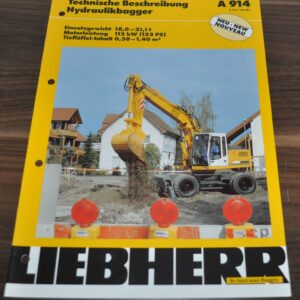 Technische Beschreibung
Hydraulikbagger
A 914
NEU - NEW
NOUVEAU
Einsatzgewicht 18,0–21,1 t
Motorleistung 112 kW (152 PS)
Tieflöffel-Inhalt 0,30–1,40 m³
LIEBHERR